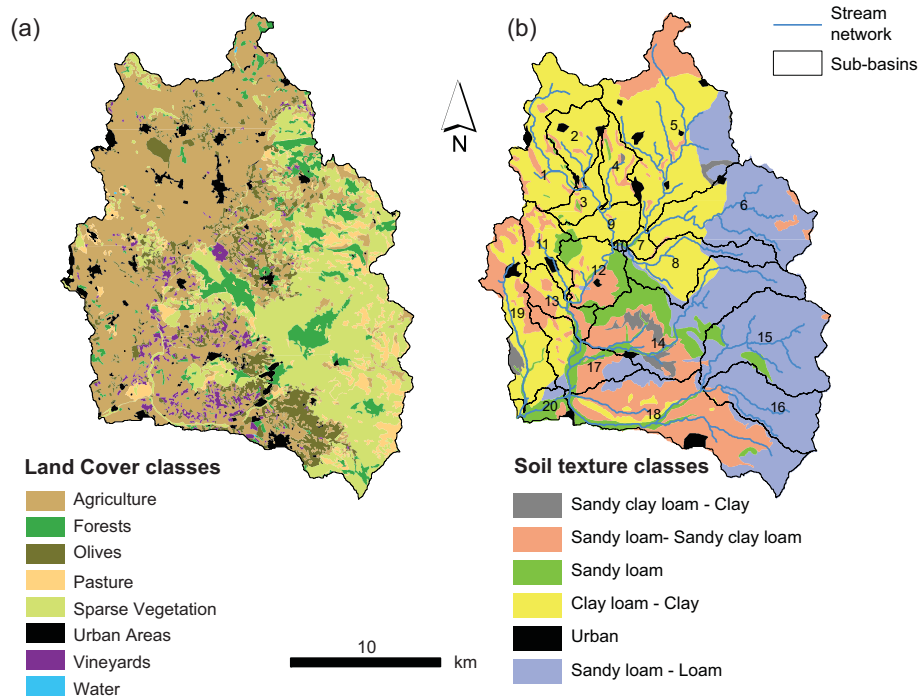 (a)
(b)
Stream
network
Sub-basins
N
1
2
3
4
5
6
7
8
9
10
11
12
13
14
15
16
17
18
19
20
Land Cover classes
Agriculture
Forests
Olives
Pasture
Sparse Vegetation
Urban Areas
Vineyards
Water
10
km
Soil texture classes
Sandy clay loam - Clay
Sandy loam- Sandy clay loam
Sandy loam
Clay loam - Clay
Urban
Sandy loam - Loam